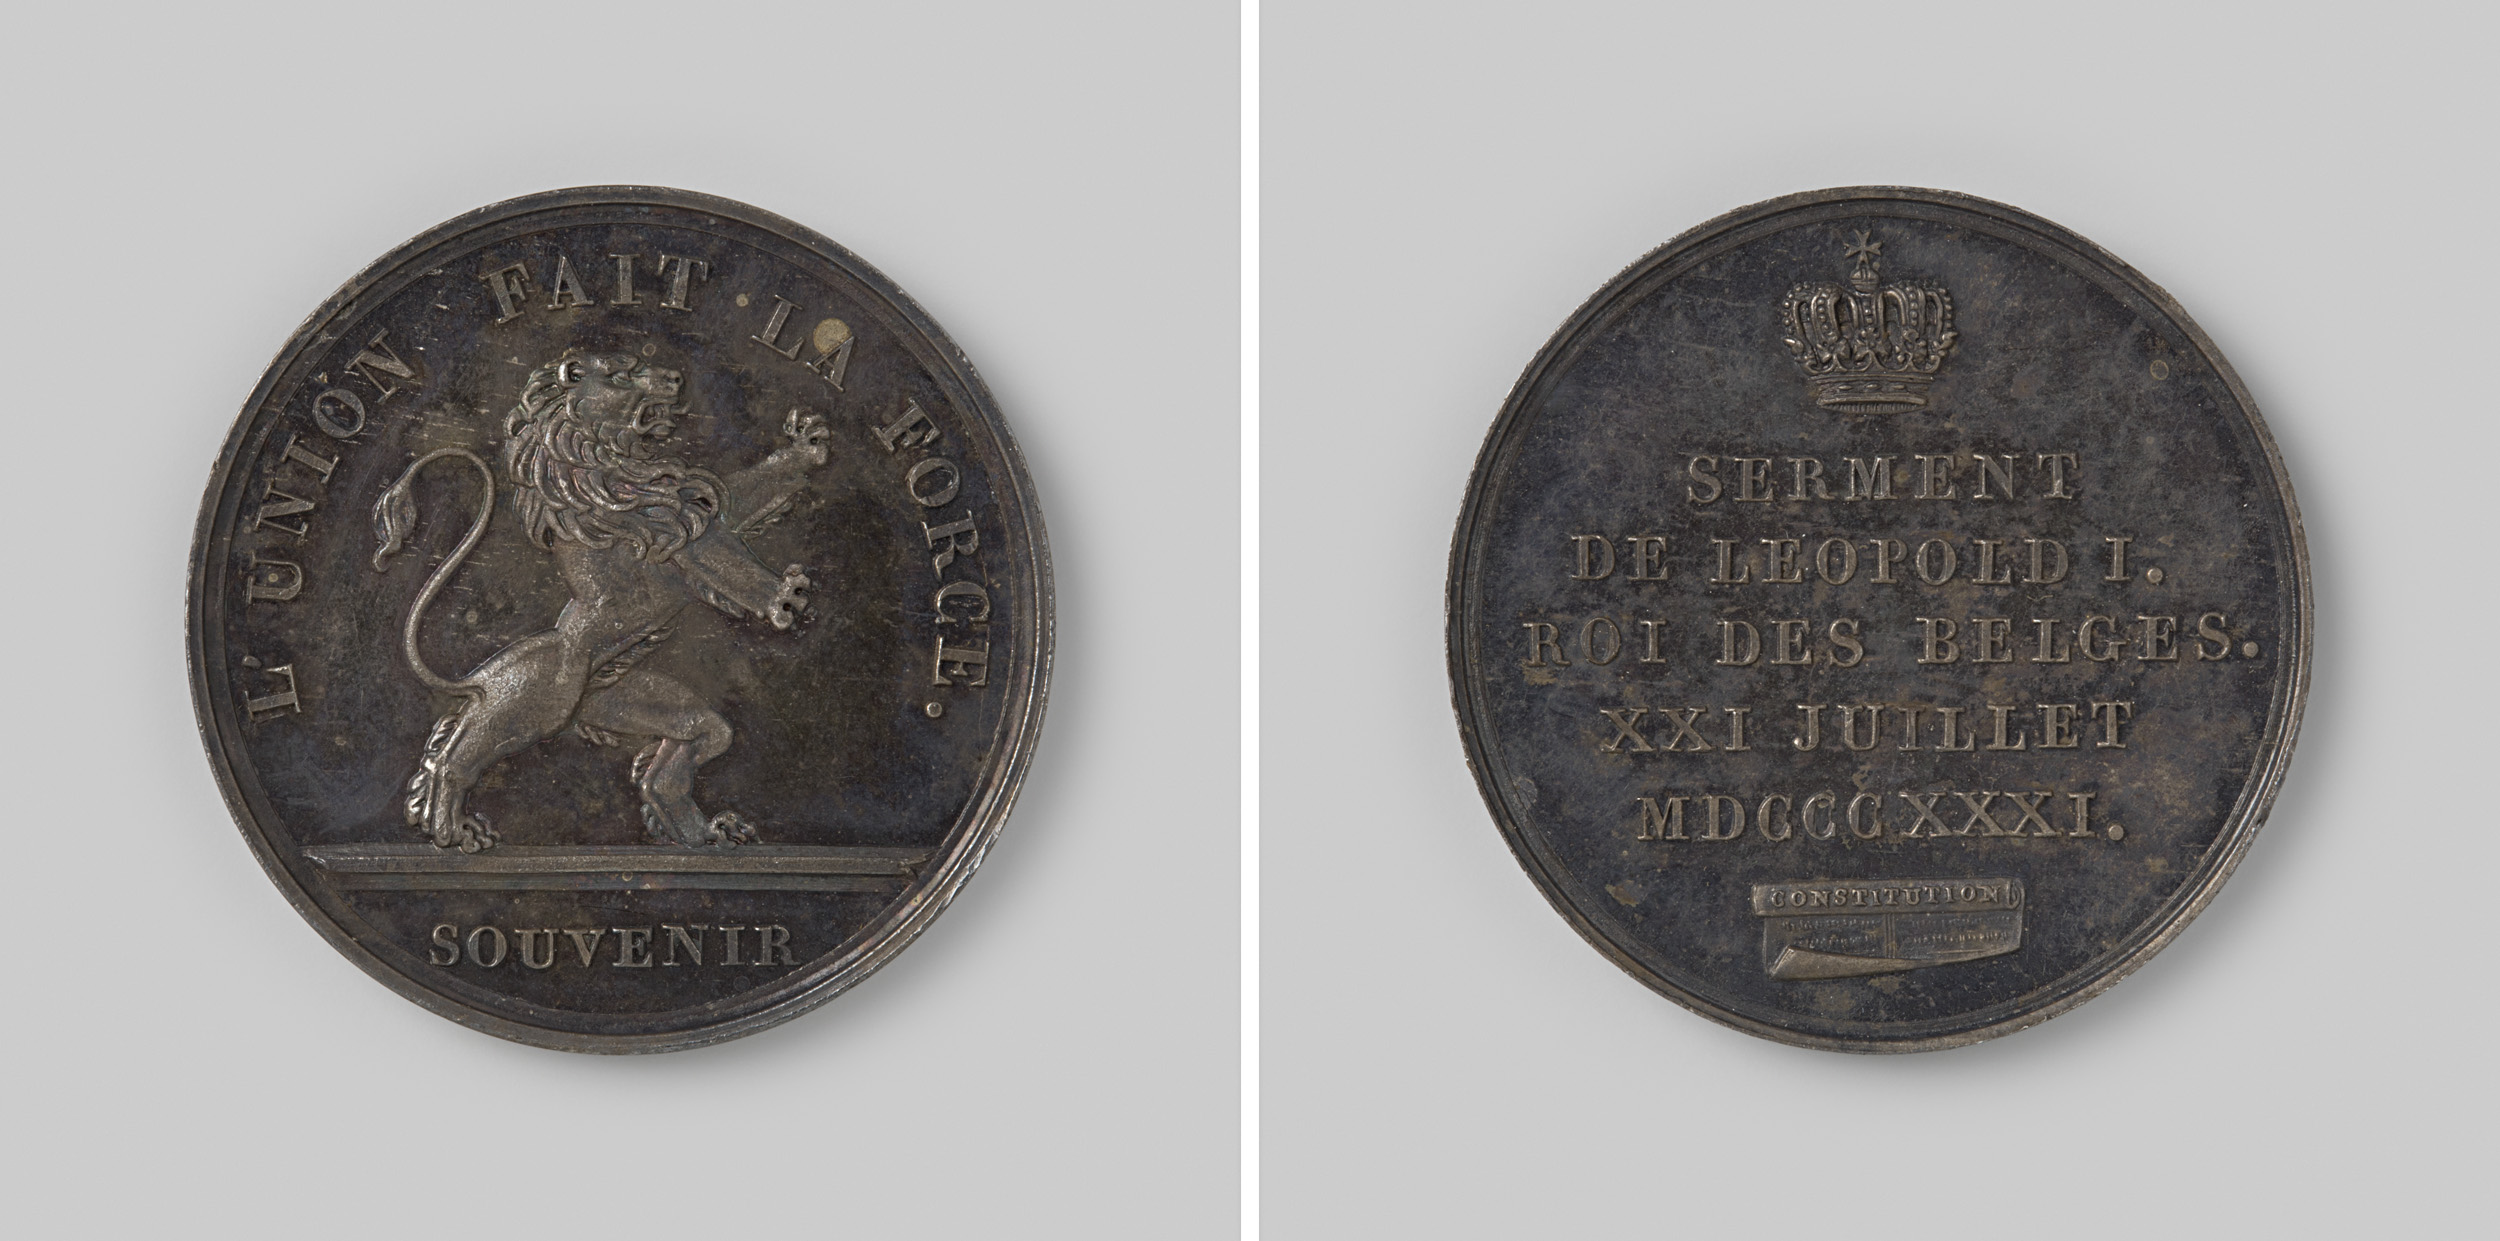 L'UNION FAIT LA FORCE.
SOUVENIR
SERMENT
DE LEOPOLD I.
ROI DES BELGES.
XXI JUILLET
MDCCCXXXI.
CONSTITUTION